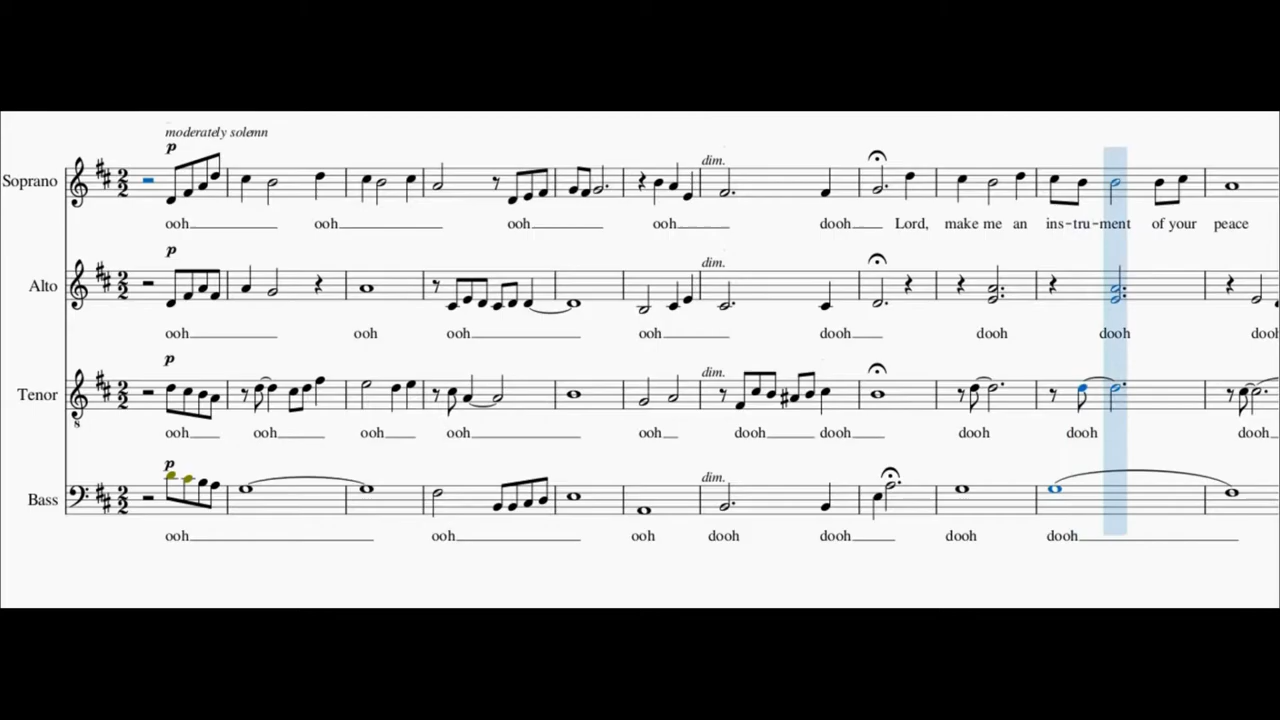 moderately solemn
p
dim.
Soprano
ooh ooh ooh ooh dooh Lord, make me an ins-tru-ment of your peace
p
dim.
Alto
ooh ooh ooh ooh dooh dooh dooh dooh
p
dim.
Tenor
ooh ooh ooh ooh ooh dooh dooh dooh dooh dooh
8
p
dim.
Bass
ooh ooh ooh dooh dooh dooh dooh